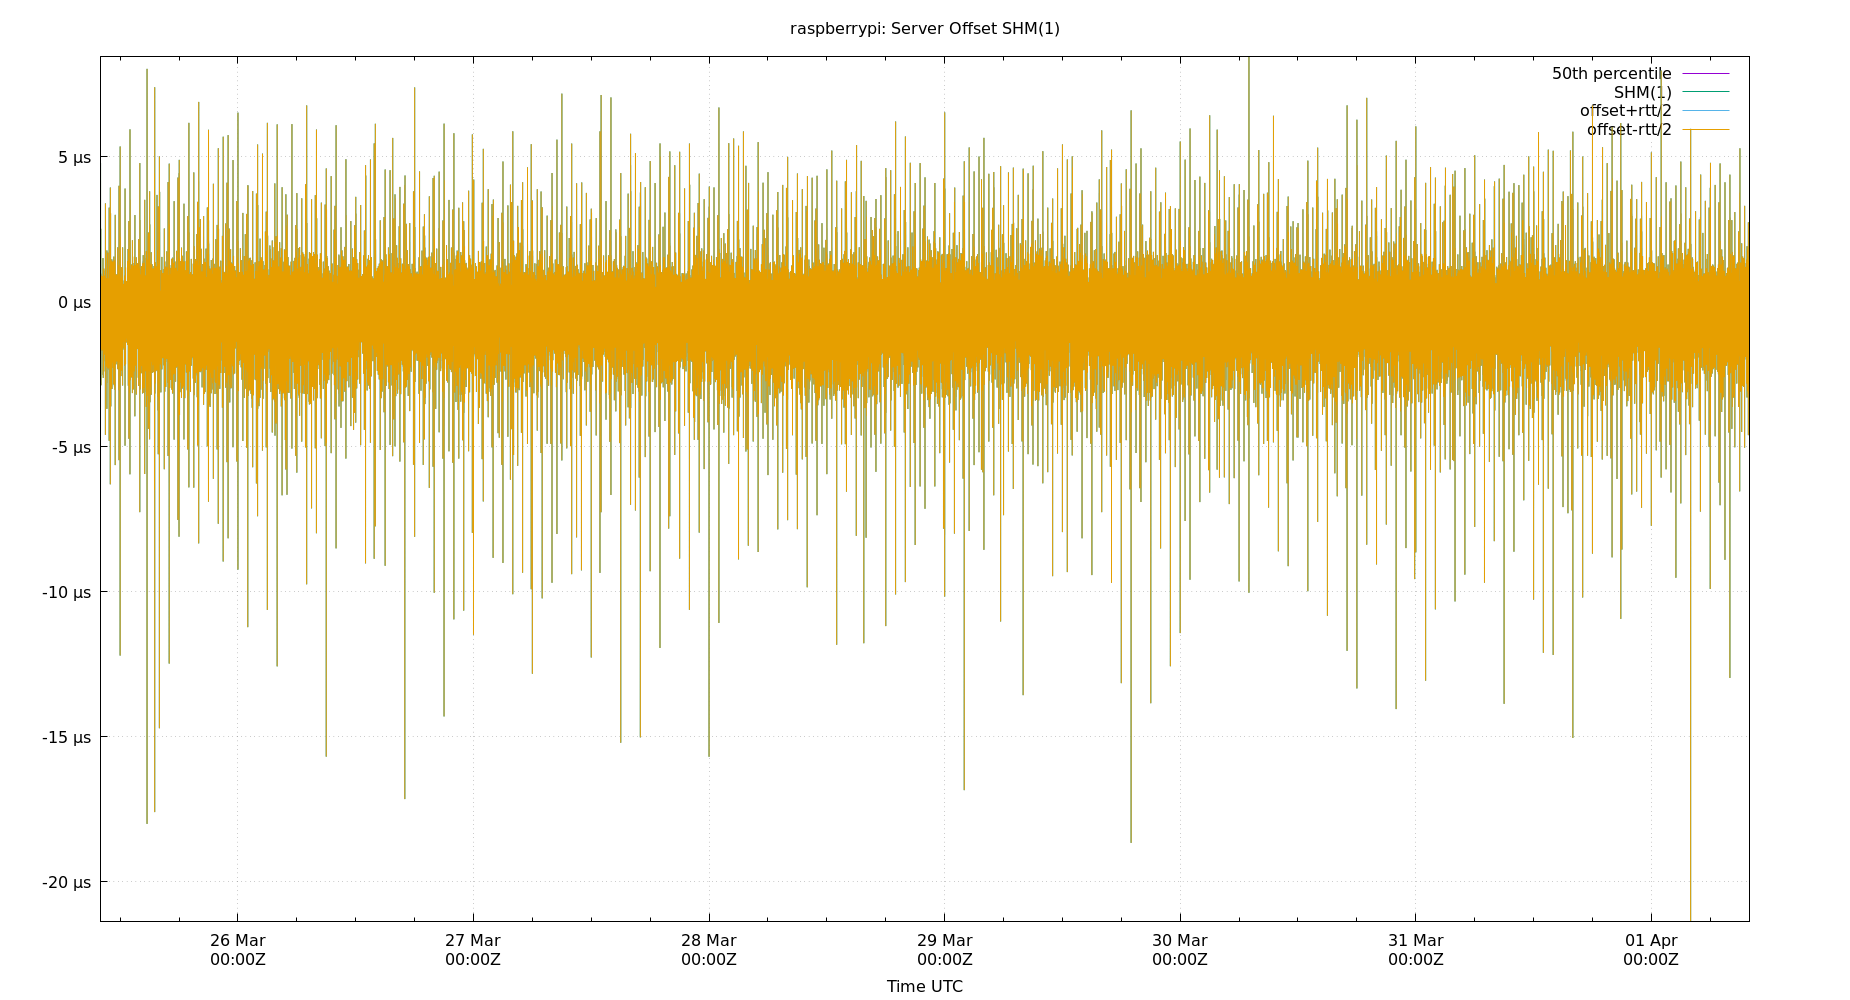 raspberrypi: Server Offset SHM(1)
50th percentile
SHM(1)
offset+rtt/2
offset-rtt/2
5 µs
0 µs
-5 µs
-10 µs
-15 µs
-20 µs
26 Mar
00:00Z
27 Mar
00:00Z
28 Mar
00:00Z
29 Mar
00:00Z
30 Mar
00:00Z
31 Mar
00:00Z
01 Apr
00:00Z
Time UTC